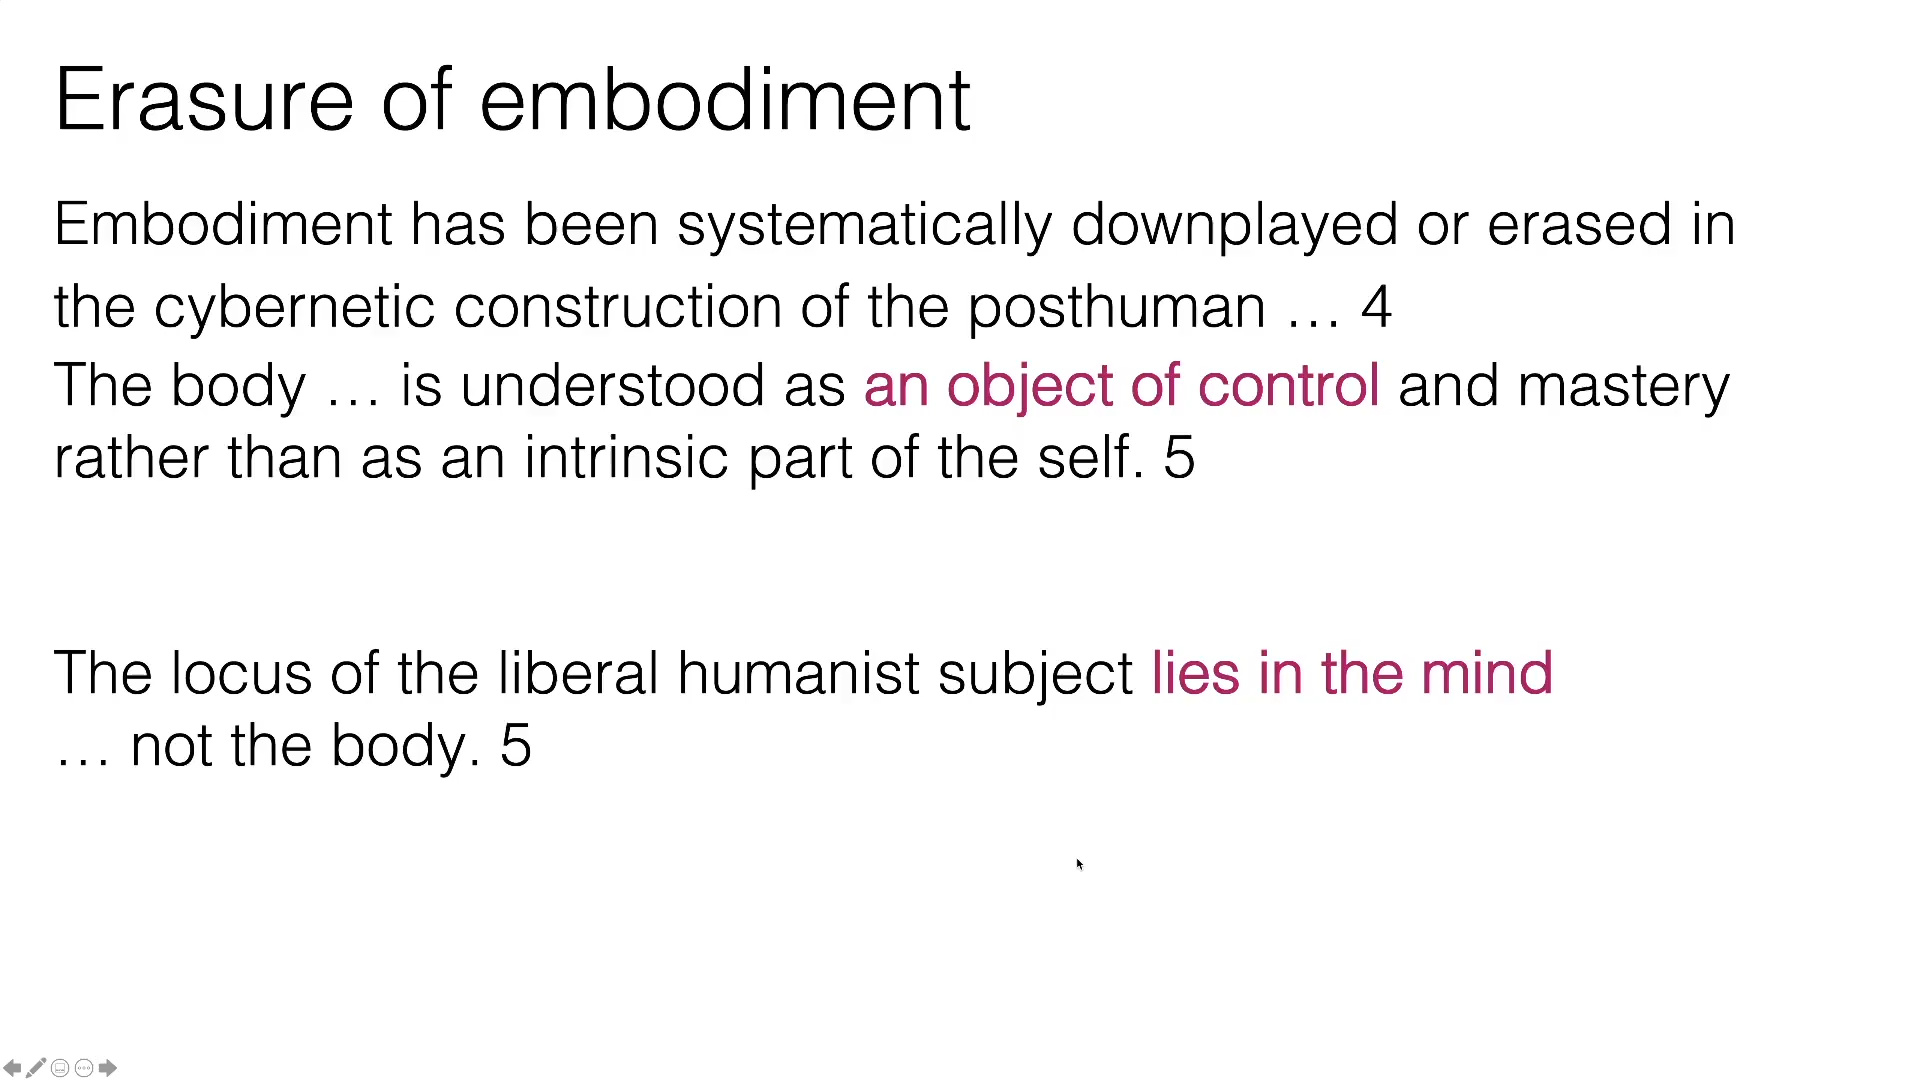 Erasure of embodiment
Embodiment has been systematically downplayed or erased in
the cybernetic construction of the posthuman … 4
The body … is understood as an object of control and mastery
rather than as an intrinsic part of the self. 5
The locus of the liberal humanist subject lies in the mind
… not the body. 5